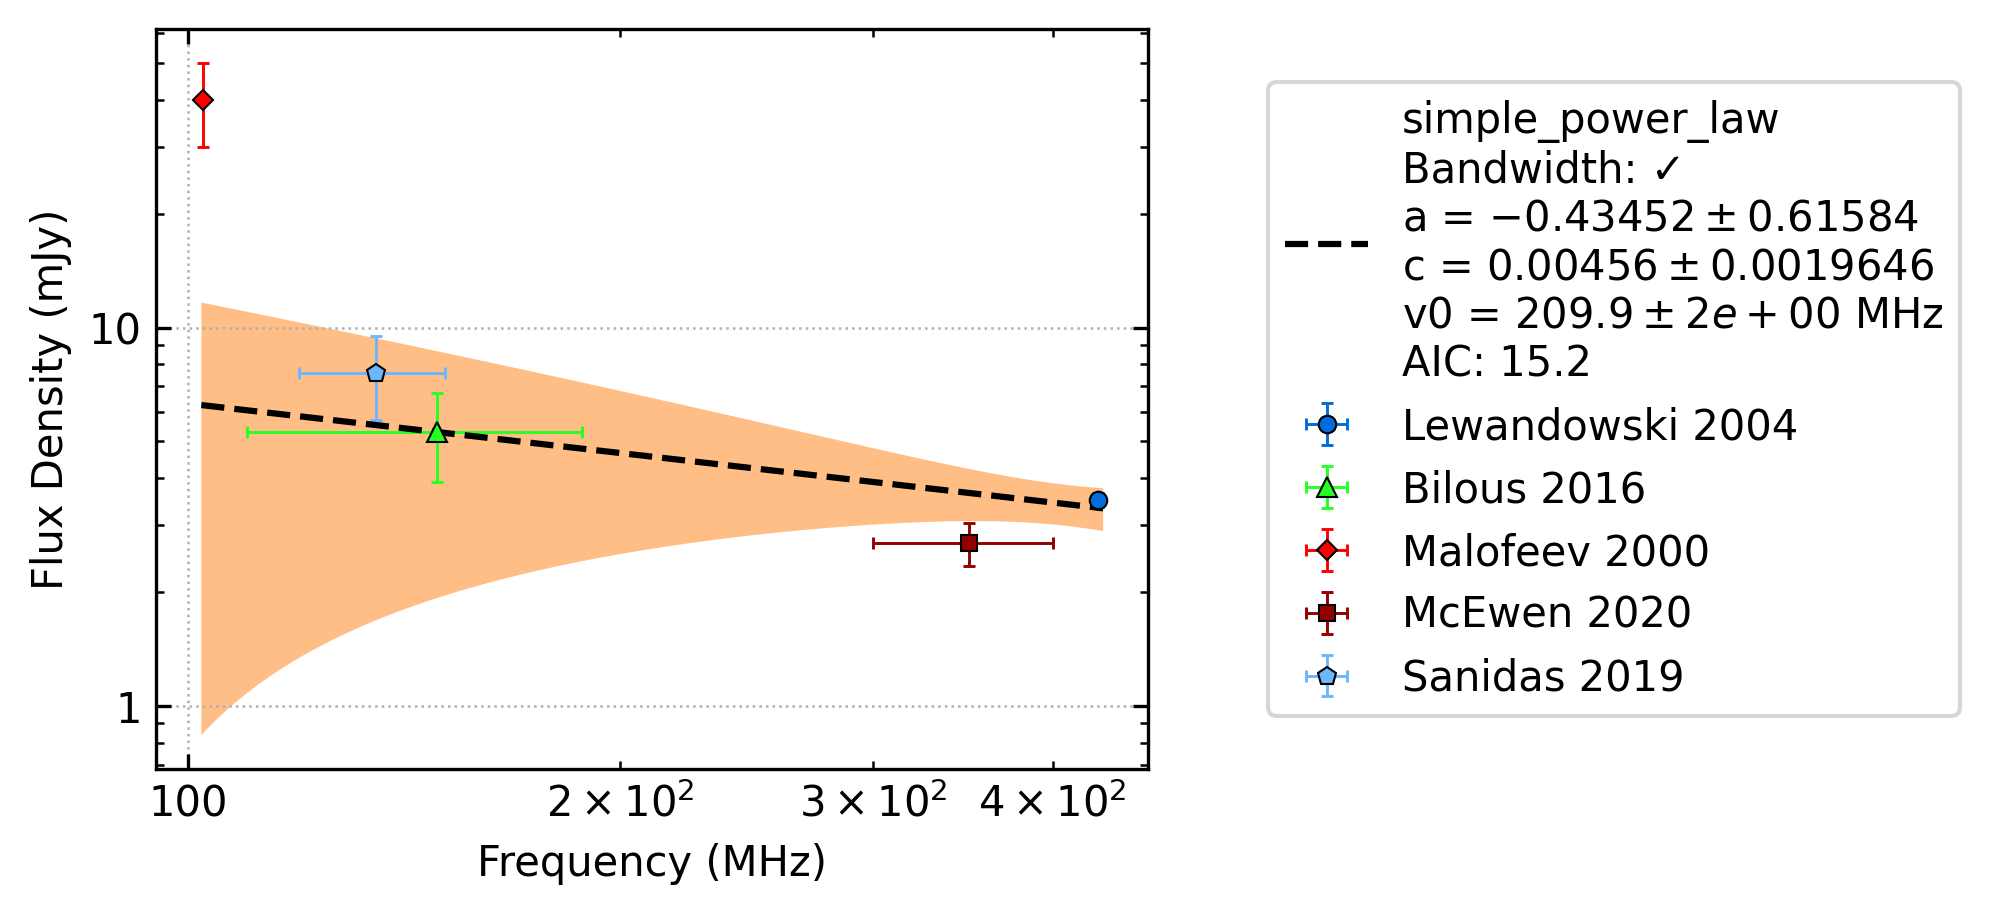 Flux Density (mJy)
10
1
100
2 × 10²
3 × 10²
4 × 10²
Frequency (MHz)
simple_power_law
Bandwidth: ✓
a = −0.43452 ± 0.61584
c = 0.00456 ± 0.0019646
v0 = 209.9 ± 2e + 00 MHz
AIC: 15.2
Lewandowski 2004
Bilous 2016
Malofeev 2000
McEwen 2020
Sanidas 2019